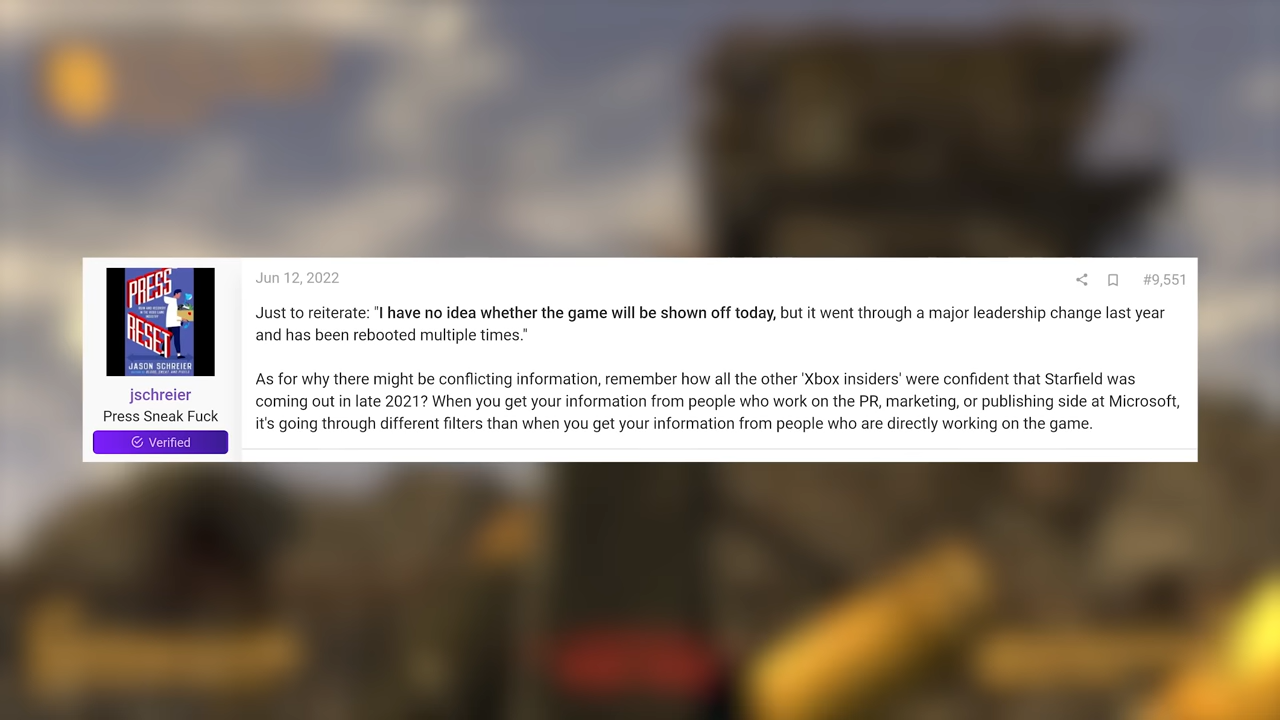 Jun 12, 2022
#9,551
PRESS
RESET
JASON SCHREIER
jschreier
Press Sneak Fuck
Verified
Just to reiterate: "I have no idea whether the game will be shown off today, but it went through a major leadership change last year
and has been rebooted multiple times."
As for why there might be conflicting information, remember how all the other 'Xbox insiders' were confident that Starfield was
coming out in late 2021? When you get your information from people who work on the PR, marketing, or publishing side at Microsoft,
it's going through different filters than when you get your information from people who are directly working on the game.